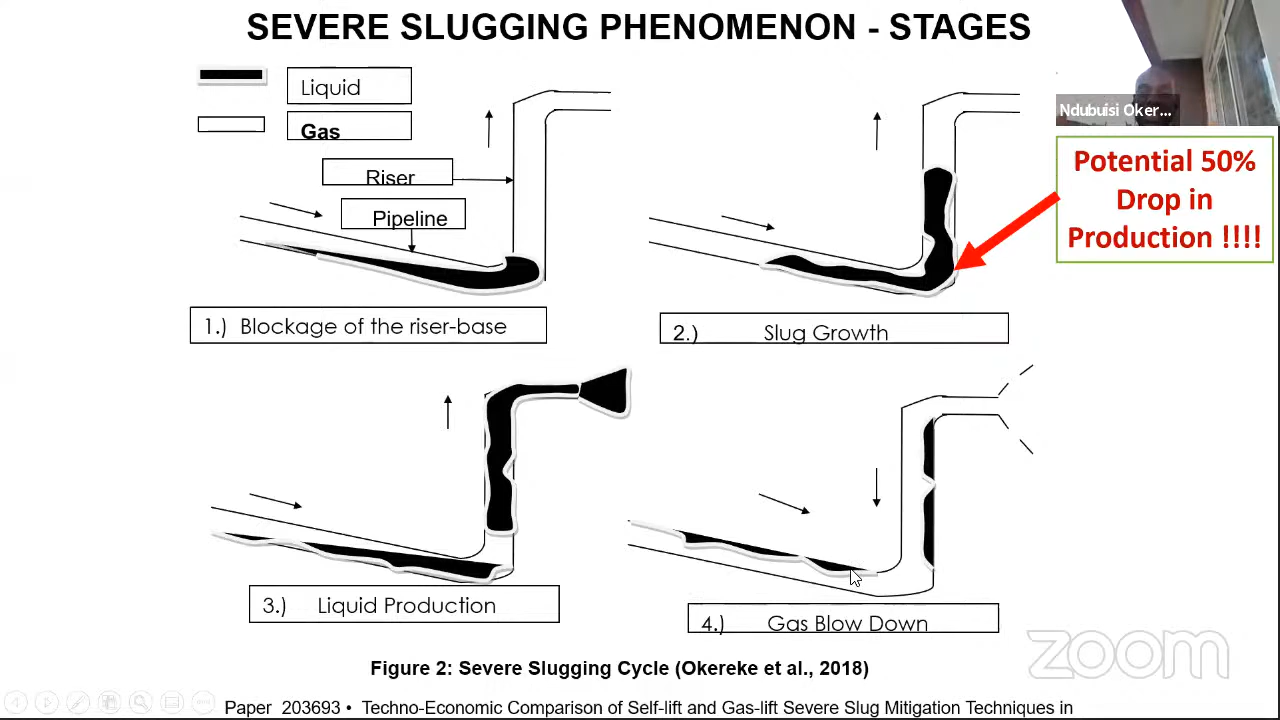 SEVERE SLUGGING PHENOMENON - STAGES
Liquid
Gas
Riser
Pipeline
1.) Blockage of the riser-base
2.) Slug Growth
Ndubuisi Oker...
Potential 50%
Drop in
Production !!!!
3.) Liquid Production
4.) Gas Blow Down
zoom
Figure 2: Severe Slugging Cycle (Okereke et al., 2018)
Paper 203693 • Techno-Economic Comparison of Self-lift and Gas-lift Severe Slug Mitigation Techniques in